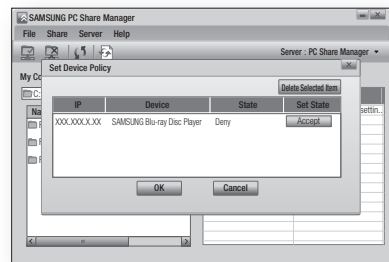 SAMSUNG PC Share Manager
File Share Server Help
Server : PC Share Manager
Set Device Policy
My Co
C:
Delete Selected Item
IP Device State Set State
Na
settin..
XXX.XXX.X.XX SAMSUNG Blu-ray Disc Player Deny Accept
OK Cancel